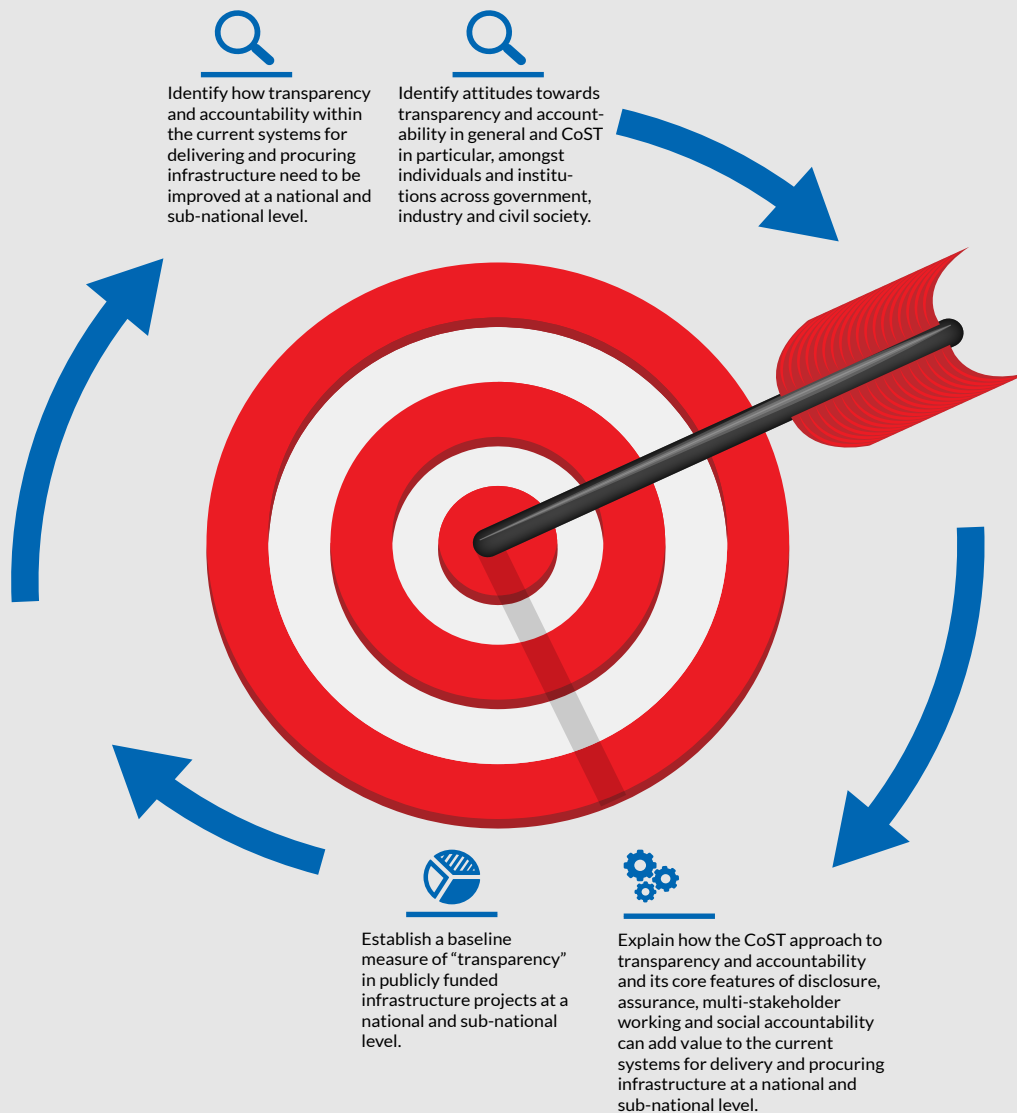 Identify how transparency
and accountability within
the current systems for
delivering and procuring
infrastructure need to be
improved at a national and
sub-national level.
Identify attitudes towards
transparency and account-
ability in general and CoST
in particular, amongst
individuals and institu-
tions across government,
industry and civil society.
Establish a baseline
measure of “transparency”
in publicly funded
infrastructure projects at a
national and sub-national
level.
Explain how the CoST approach to
transparency and accountability
and its core features of disclosure,
assurance, multi-stakeholder
working and social accountability
can add value to the current
systems for delivery and procuring
infrastructure at a national and
sub-national level.